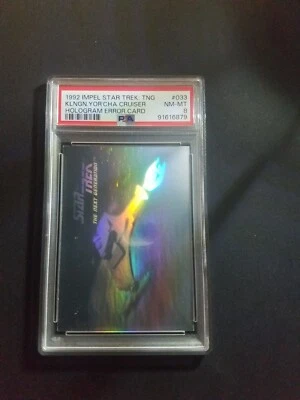 1992 IMPEL STAR TREK: TNG #033
KLNGN.YOR'CHA CRUISER NM-MT
HOLOGRAM ERROR CARD 8
PSA 91616879
STAR
TREK
THE NEXT GENERATION